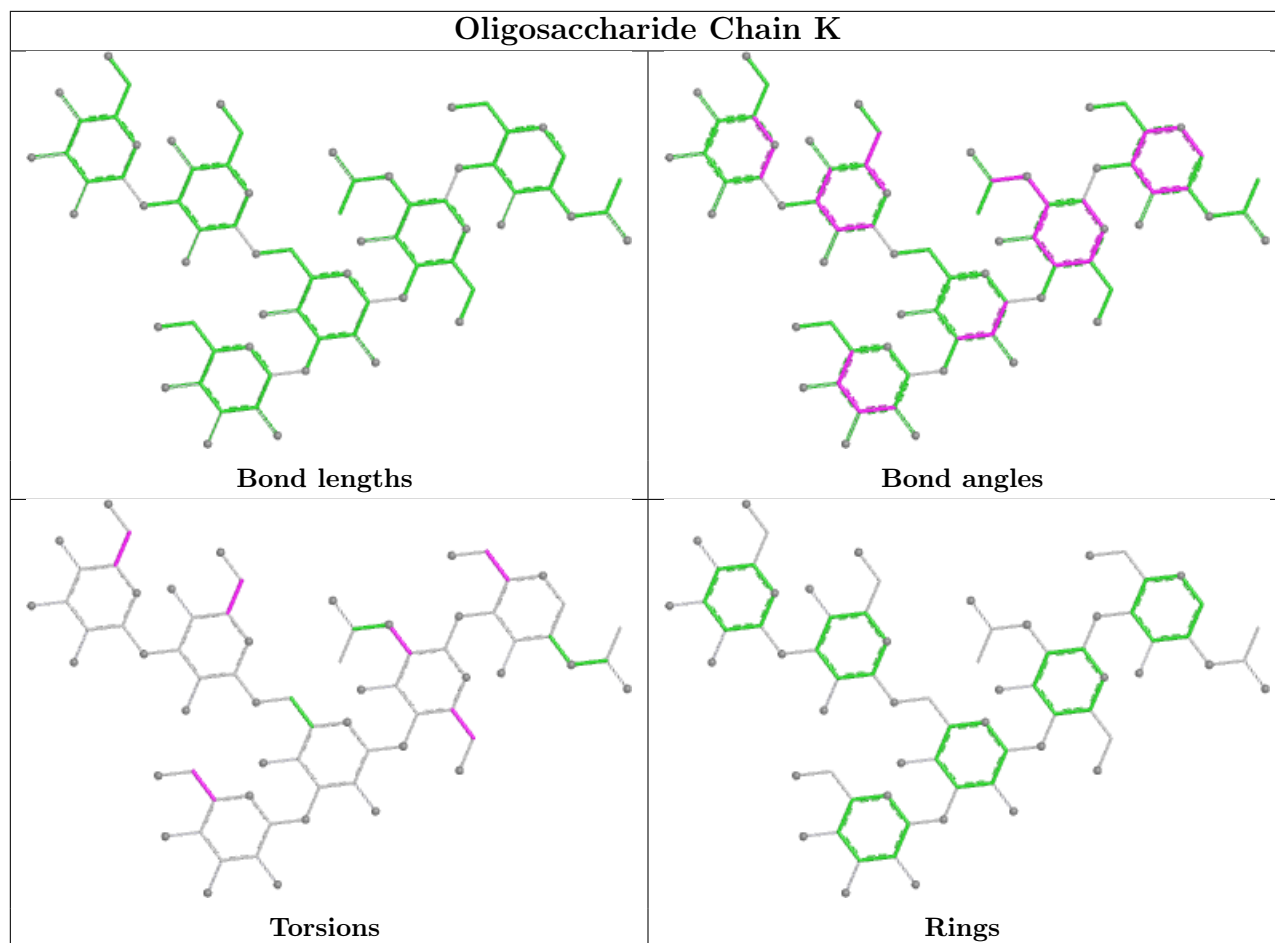 Oligosaccharide Chain K
Bond lengths
Bond angles
Torsions
Rings